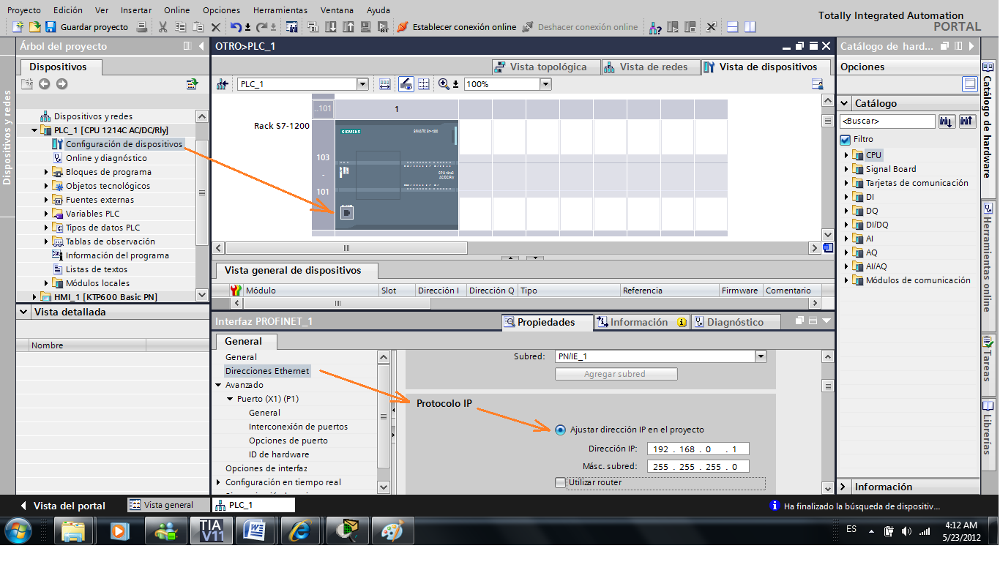 Proyecto Edición Ver Insertar Online Opciones Herramientas Ventana Ayuda
Totally Integrated Automation
PORTAL
Guardar proyecto Establecer conexión online Deshacer conexión online
Árbol del proyecto
Dispositivos
Dispositivos y redes
Dispositivos y redes
PLC_1 [CPU 1214C AC/DC/Rly]
Configuración de dispositivos
Online y diagnóstico
Bloques de programa
Objetos tecnológicos
Fuentes externas
Variables PLC
Tipos de datos PLC
Tablas de observación
Información del programa
Listas de textos
Módulos locales
HMI_1 [KTP600 Basic PN]
Vista detallada
Nombre
OTRO>PLC_1
Vista topológica Vista de redes Vista de dispositivos
PLC_1 100%
..101 1
Rack S7-1200
SIEMENS SIMATIC S7-1200
103
-
101
CPU 1214C
AC/DC/Rly
Vista general de dispositivos
Módulo Slot Dirección I Dirección Q Tipo Referencia Firmware Comentario
Interfaz PROFINET_1
Propiedades Información Diagnóstico
General
General
Direcciones Ethernet
Avanzado
Puerto (X1) (P1)
General
Interconexión de puertos
Opciones de puerto
ID de hardware
Opciones de interfaz
Configuración en tiempo real
Subred: PN/IE_1
Agregar subred
Protocolo IP
Ajustar dirección IP en el proyecto
Dirección IP: 192 . 168 . 0 . 1
Másc. subred: 255 . 255 . 255 . 0
Utilizar router
Catálogo de hard...
Opciones
Catálogo
<Buscar>
Filtro
CPU
Signal Board
Tarjetas de comunicación
DI
DQ
DI/DQ
AI
AQ
AI/AQ
Módulos de comunicación
Información
Catálogo de hardware
Herramientas online
Tareas
Librerías
Vista del portal Vista general PLC_1 Ha finalizado la búsqueda de dispositiv...
TIA
V11
ES
4:12 AM
5/23/2012